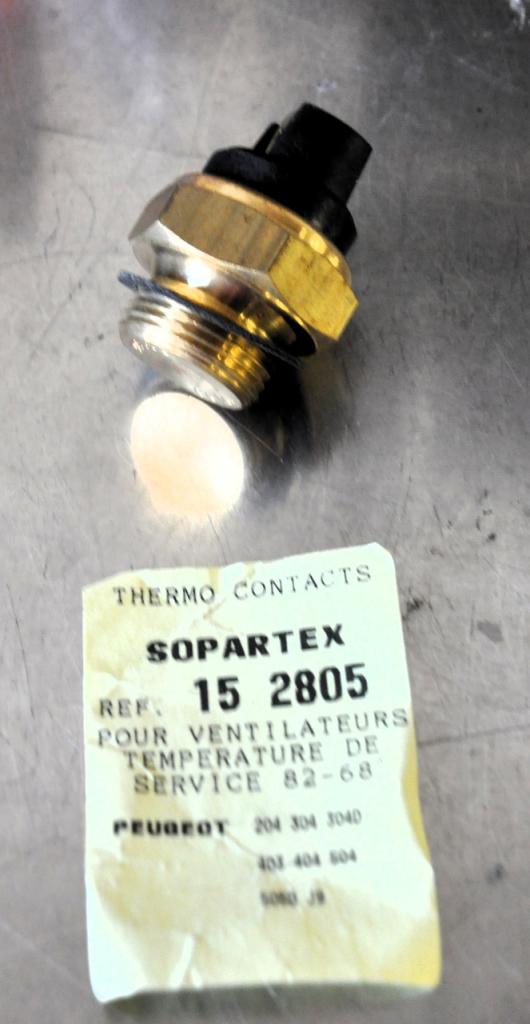 THERMO CONTACTS
SOPARTEX
REF. 15 2805
POUR VENTILATEURS
TEMPERATURE DE
SERVICE 82-68
PEUGEOT 204 304 304D
403 404 504
J9